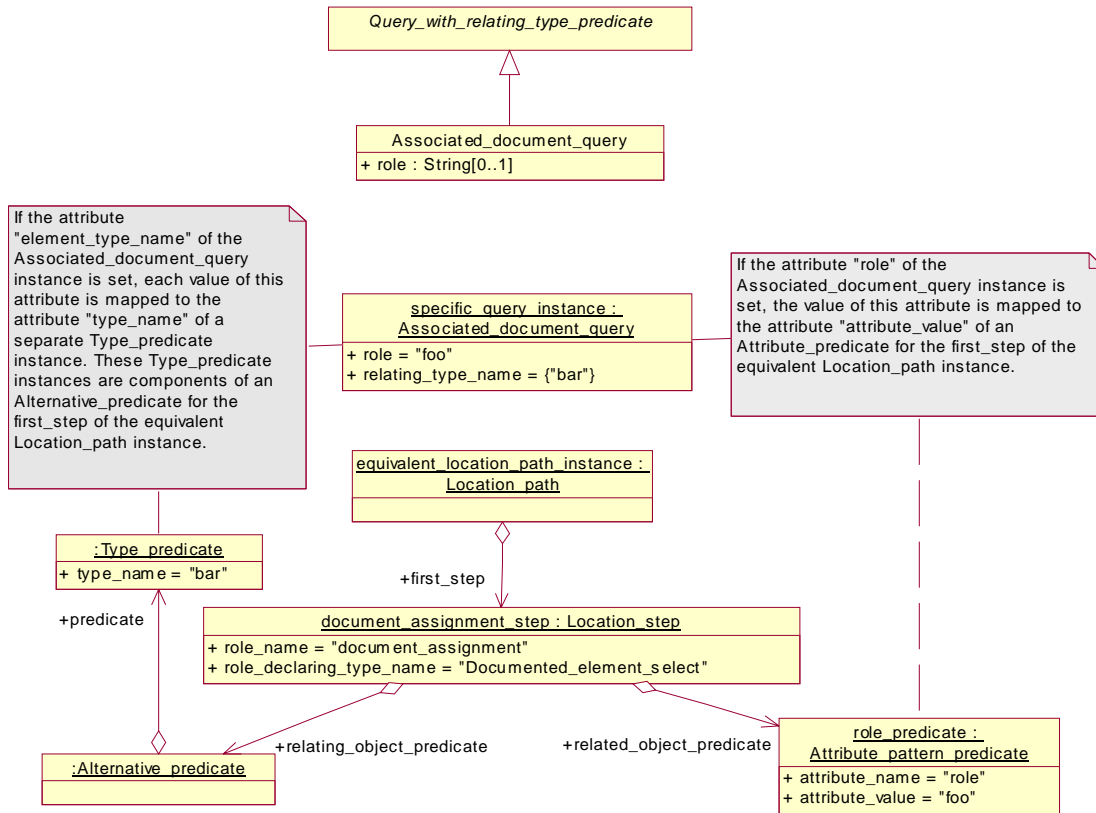 Query_with_relating_type_predicate
Associated_document_query
+ role : String[0..1]
If the attribute
"element_type_name" of the
Associated_document_query
instance is set, each value of this
attribute is mapped to the
attribute "type_name" of a
separate Type_predicate
instance. These Type_predicate
instances are components of an
Alternative_predicate for the
first_step of the equivalent
Location_path instance.
specific_query_instance :
Associated_document_query
+ role = "foo"
+ relating_type_name = {"bar"}
If the attribute "role" of the
Associated_document_query instance is
set, the value of this attribute is mapped to
the attribute "attribute_value" of an
Attribute_predicate for the first_step of the
equivalent Location_path instance.
equivalent_location_path_instance :
Location_path
:Type_predicate
+ type_name = "bar"
+first_step
+predicate
document_assignment_step : Location_step
+ role_name = "document_assignment"
+ role_declaring_type_name = "Documented_element_select"
+relating_object_predicate
+related_object_predicate
:Alternative_predicate
role_predicate :
Attribute_pattern_predicate
+ attribute_name = "role"
+ attribute_value = "foo"